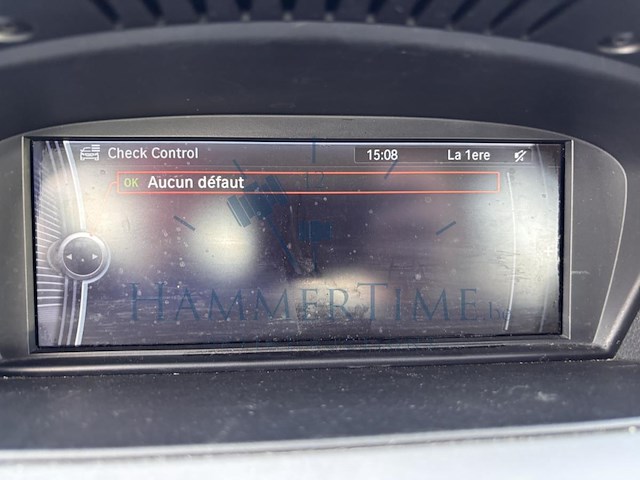 Check Control 15:08 La 1ere
OK Aucun défaut
HAMMERTIME.be